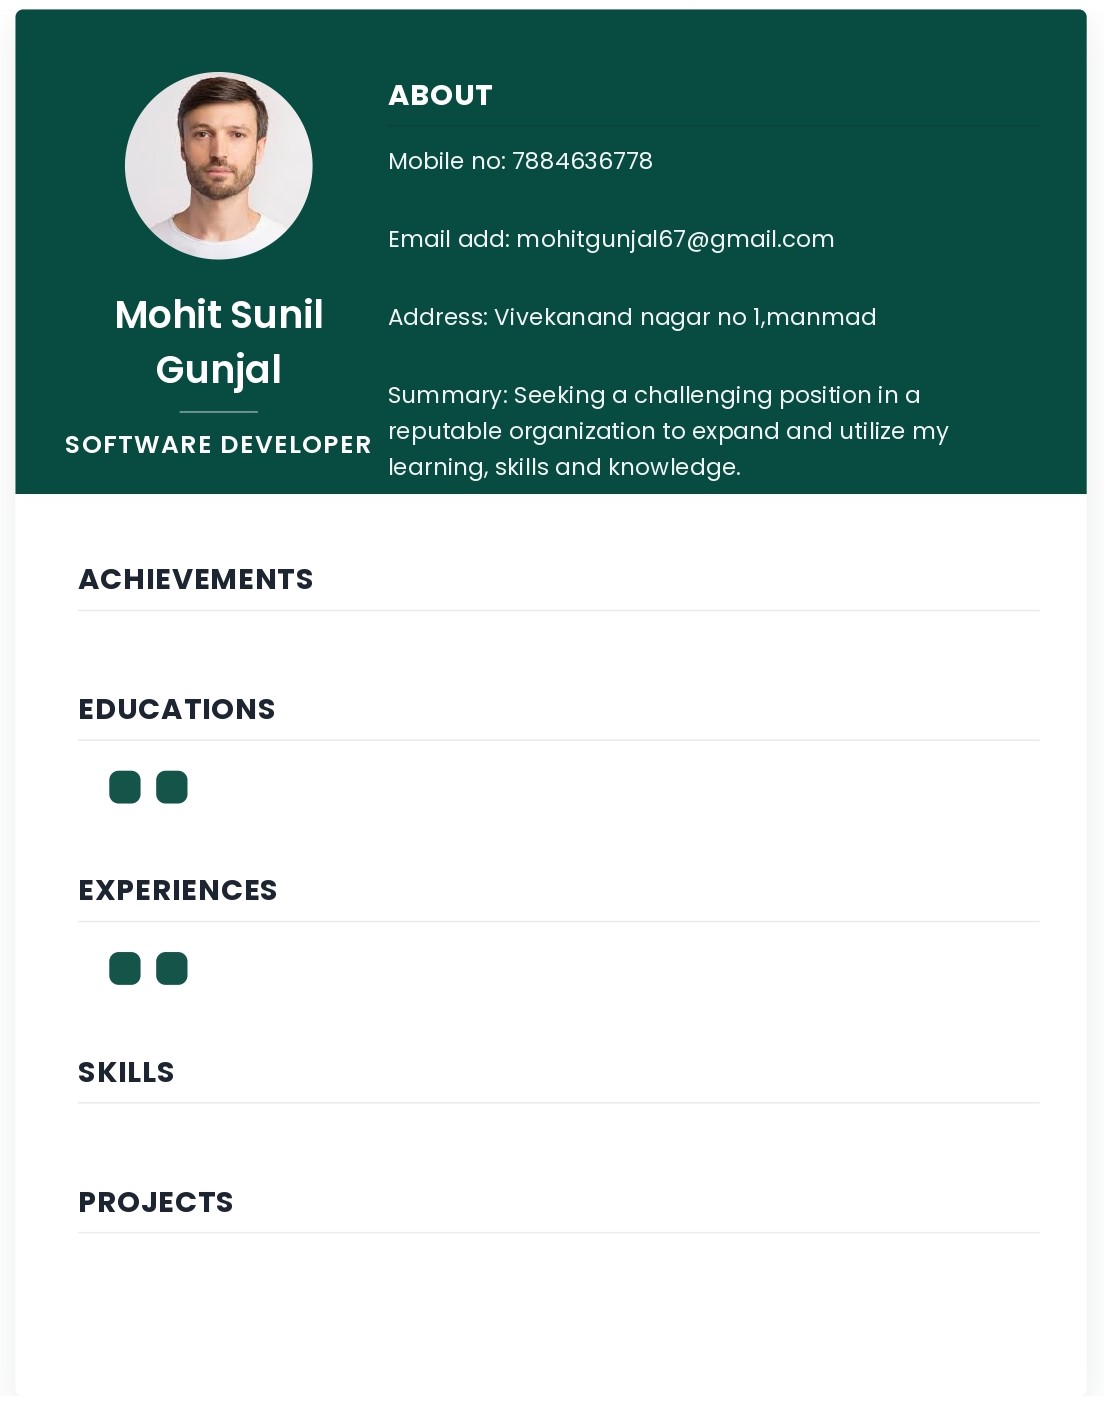 Mohit Sunil
Gunjal
SOFTWARE DEVELOPER
ABOUT
Mobile no: 7884636778
Email add: mohitgunjal67@gmail.com
Address: Vivekanand nagar no 1,manmad
Summary: Seeking a challenging position in a
reputable organization to expand and utilize my
learning, skills and knowledge.
ACHIEVEMENTS
EDUCATIONS
EXPERIENCES
SKILLS
PROJECTS